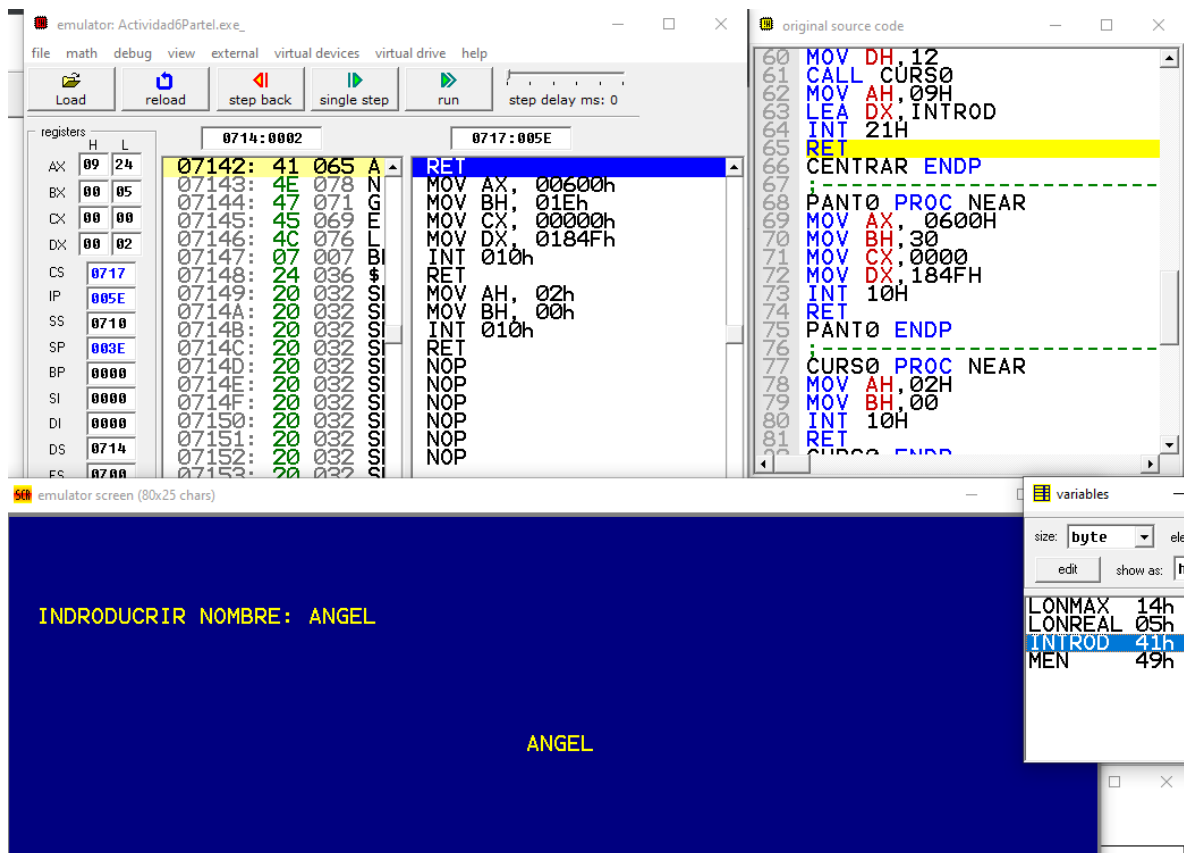 emulator: Actividad6Partel.exe_
file math debug view external virtual devices virtual drive help
Load reload step back single step run step delay ms: 0
registers
H L
0714:0002 0717:005E
AX 09 24
BX 00 05
CX 00 00
DX 00 02
CS 0717
IP 005E
SS 0710
SP 003E
BP 0000
SI 0000
DI 0000
DS 0714
ES 0700
07142: 41 065 A
07143: 4E 078 N
07144: 47 071 G
07145: 45 069 E
07146: 4C 076 L
07147: 07 007 BI
07148: 24 036 $
07149: 20 032 SI
0714A: 20 032 SI
0714B: 20 032 SI
0714C: 20 032 SI
0714D: 20 032 SI
0714E: 20 032 SI
0714F: 20 032 SI
07150: 20 032 SI
07151: 20 032 SI
07152: 20 032 SI
07153: 20 032 SI
RET
MOV AX, 00600h
MOV BH, 01Eh
MOV CX, 00000h
MOV DX, 0184Fh
INT 010h
RET
MOV AH, 02h
MOV BH, 00h
INT 010h
RET
NOP
NOP
NOP
NOP
NOP
NOP
original source code
60 MOV DH,12
61 CALL CURSO
62 MOV AH,09H
63 LEA DX,INTROD
64 INT 21H
65 RET
66 CENTRAR ENDP
67 ;------------------------
68 PANTO PROC NEAR
69 MOV AX, 0600H
70 MOV BH,30
71 MOV CX,0000
72 MOV DX,184FH
73 INT 10H
74 RET
75 PANTO ENDP
76 ;------------------------
77 CURSO PROC NEAR
78 MOV AH,02H
79 MOV BH,00
80 INT 10H
81 RET
82 CURSO ENDP
SCR emulator screen (80x25 chars)
INDRODUCRIR NOMBRE: ANGEL
ANGEL
variables
size: byte ele
edit show as: h
LONMAX 14h
LONREAL 05h
INTROD 41h
MEN 49h